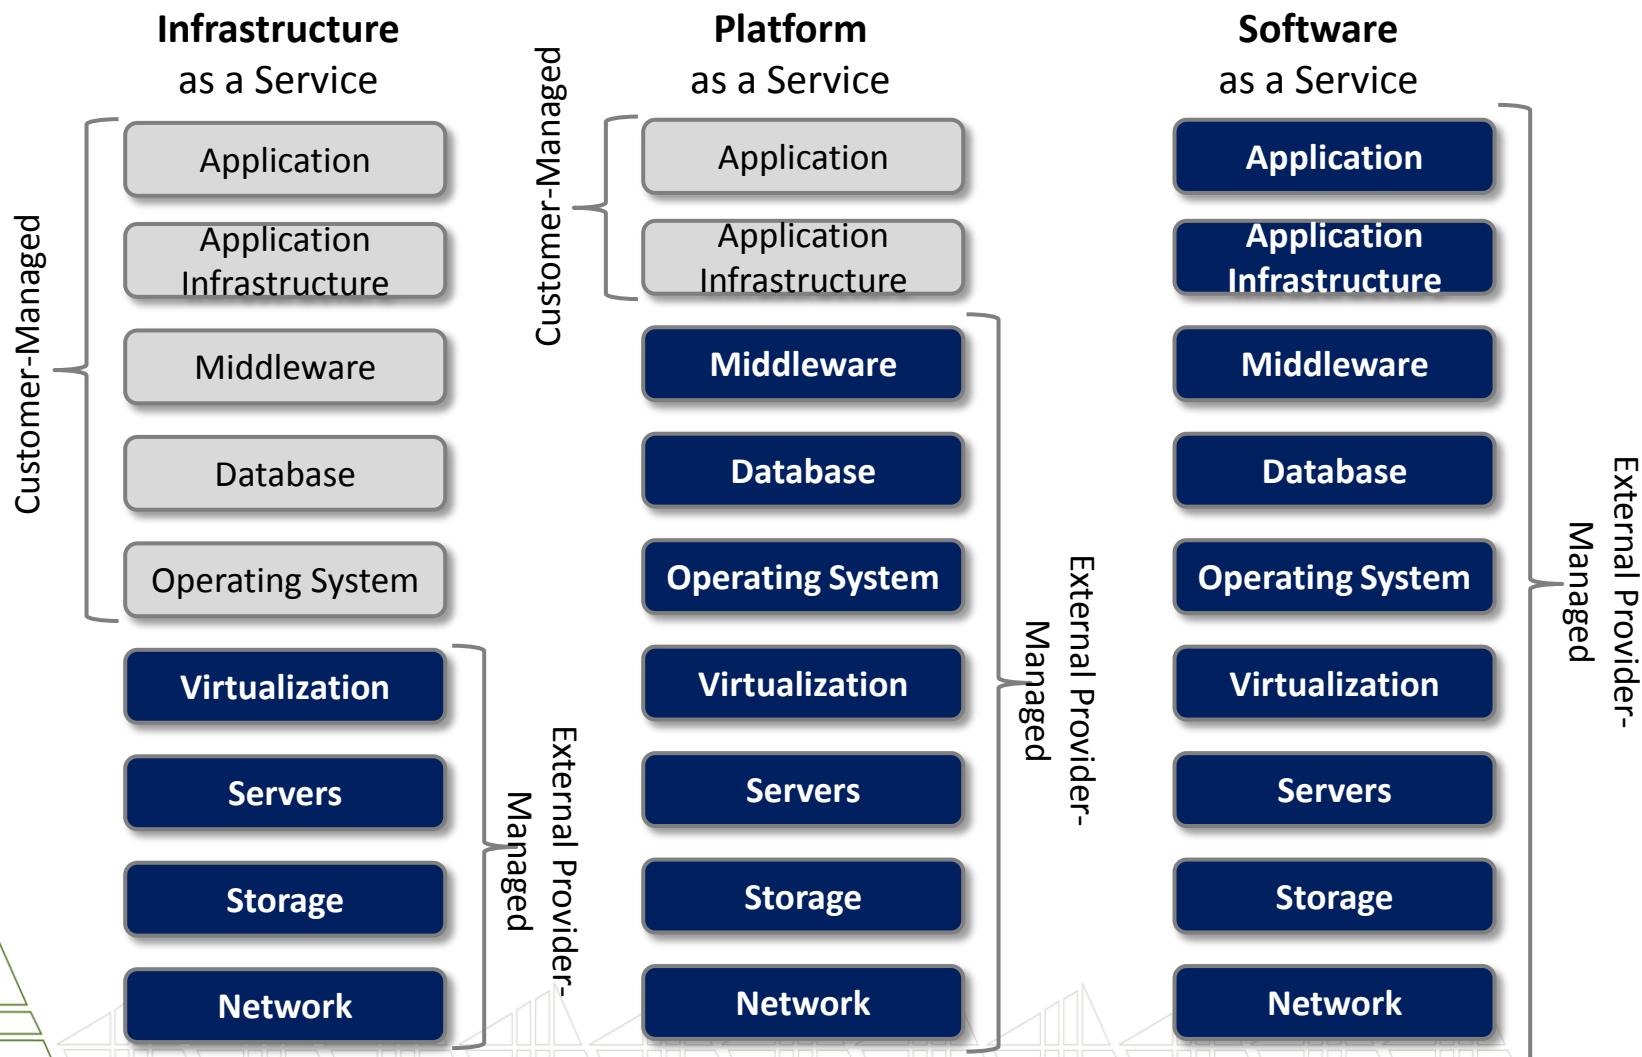 Infrastructure
as a Service
Customer-Managed
Application
Application
Infrastructure
Middleware
Database
Operating System
Virtualization
Servers
Storage
Network
External Provider-
Managed
Platform
as a Service
Customer-Managed
Application
Application
Infrastructure
Middleware
Database
Operating System
Virtualization
Servers
Storage
Network
External Provider-
Managed
Software
as a Service
Application
Application
Infrastructure
Middleware
Database
Operating System
Virtualization
Servers
Storage
Network
External Provider-
Managed